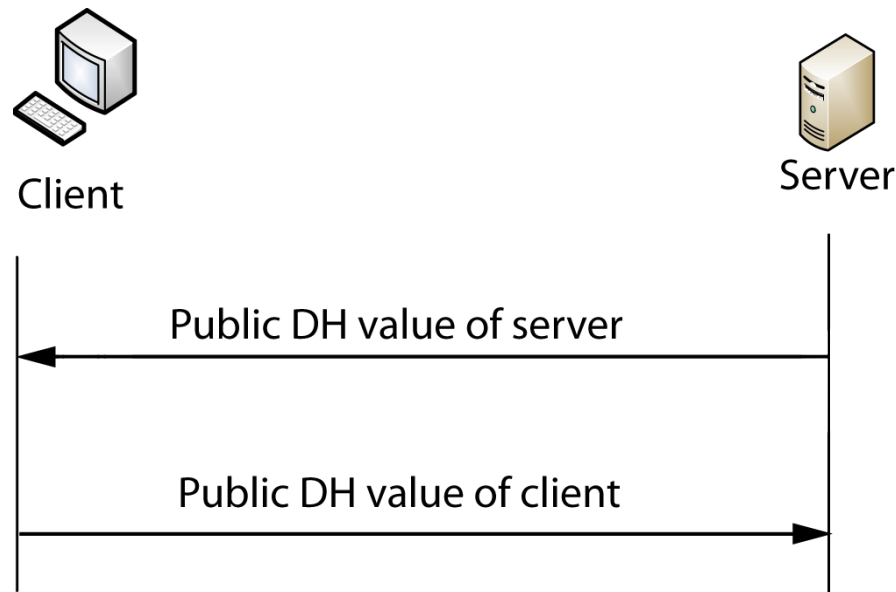 Client
Server
Public DH value of server
Public DH value of client